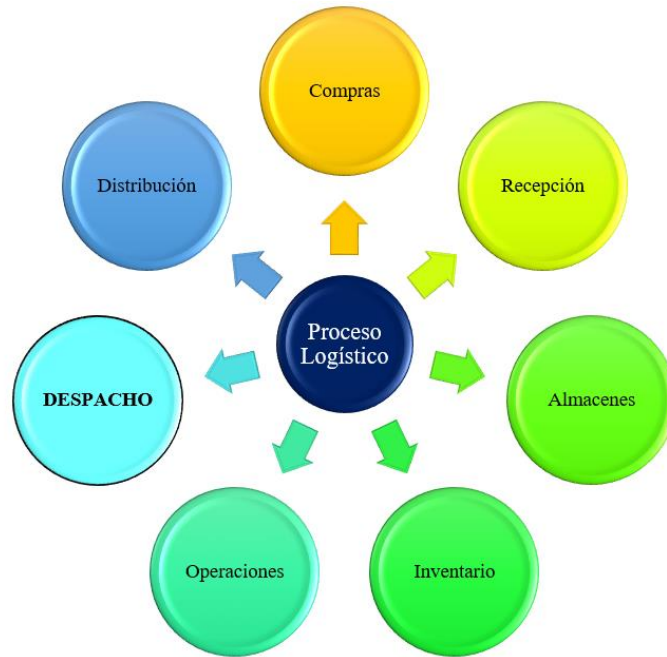 Compras
Distribución
Recepción
Proceso
Logístico
DESPACHO
Almacenes
Operaciones
Inventario